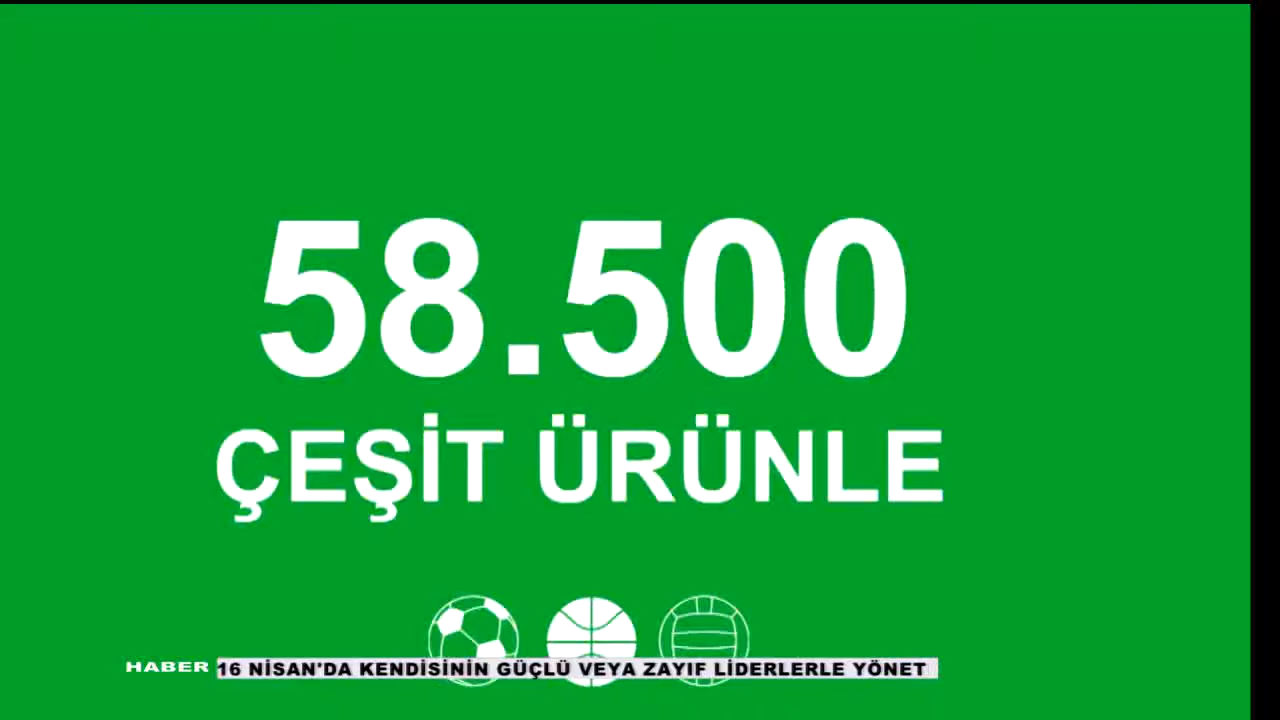 58.500
ÇEŞİT ÜRÜNLE
HABER 16 NİSAN'DA KENDİSİNİN GÜÇLÜ VEYA ZAYIF LİDERLERLE YÖNET